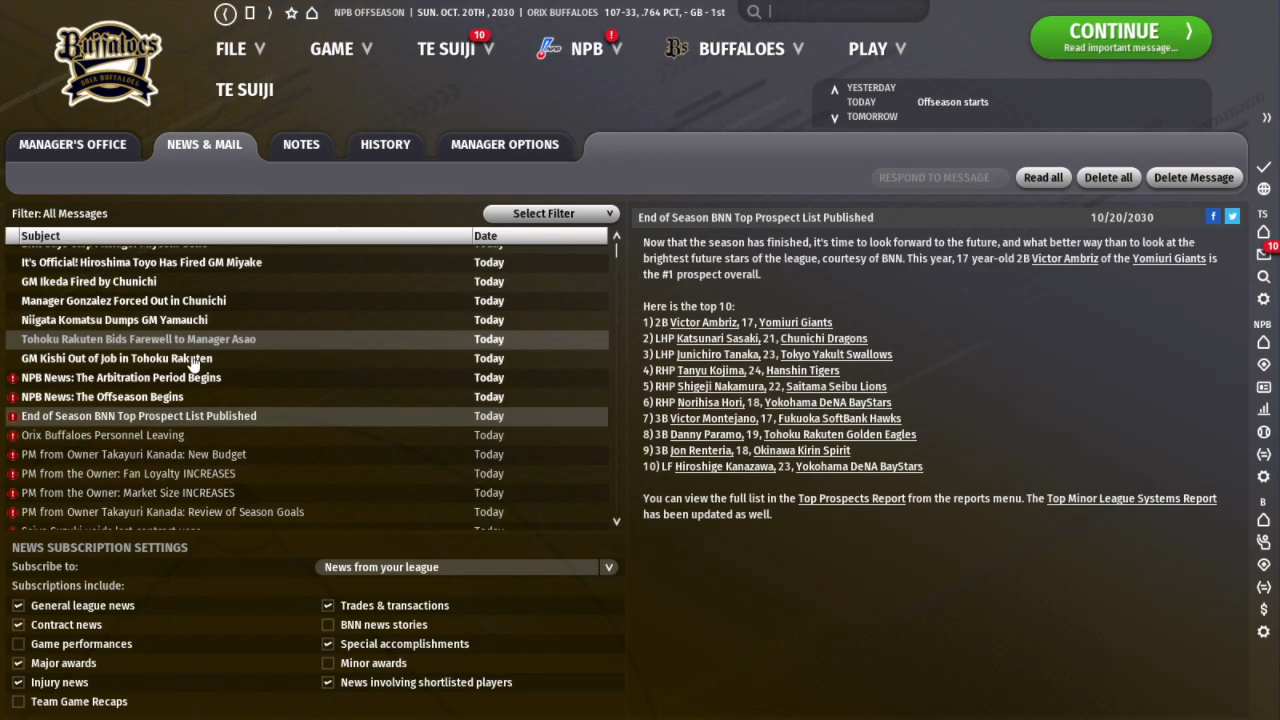 NPB OFFSEASON | SUN. OCT. 20TH , 2030 | ORIX BUFFALOES 107-33, .764 PCT, - GB - 1st
Buffaloes
ORIX BUFFALOES
FILE GAME TE SUIJI 10 NPB ! Bs BUFFALOES PLAY
CONTINUE
Read important message...
TE SUIJI
YESTERDAY
TODAY Offseason starts
TOMORROW
MANAGER'S OFFICE NEWS & MAIL NOTES HISTORY MANAGER OPTIONS
RESPOND TO MESSAGE Read all Delete all Delete Message
Filter: All Messages Select Filter
Subject Date
It's Official! Hiroshima Toyo Has Fired GM Miyake Today
GM Ikeda Fired by Chunichi Today
Manager Gonzalez Forced Out in Chunichi Today
Niigata Komatsu Dumps GM Yamauchi Today
Tohoku Rakuten Bids Farewell to Manager Asao Today
GM Kishi Out of Job in Tohoku Rakuten Today
! NPB News: The Arbitration Period Begins Today
! NPB News: The Offseason Begins Today
! End of Season BNN Top Prospect List Published Today
! Orix Buffaloes Personnel Leaving Today
! PM from Owner Takayuri Kanada: New Budget Today
! PM from the Owner: Fan Loyalty INCREASES Today
! PM from the Owner: Market Size INCREASES Today
! PM from Owner Takayuri Kanada: Review of Season Goals Today
End of Season BNN Top Prospect List Published 10/20/2030
Now that the season has finished, it's time to look forward to the future, and what better way than to look at the
brightest future stars of the league, courtesy of BNN. This year, 17 year-old 2B Victor Ambriz of the Yomiuri Giants is
the #1 prospect overall.
Here is the top 10:
1) 2B Victor Ambriz, 17, Yomiuri Giants
2) LHP Katsunari Sasaki, 21, Chunichi Dragons
3) LHP Junichiro Tanaka, 23, Tokyo Yakult Swallows
4) RHP Tanyu Kojima, 24, Hanshin Tigers
5) RHP Shigeji Nakamura, 22, Saitama Seibu Lions
6) RHP Norihisa Hori, 18, Yokohama DeNA BayStars
7) 3B Victor Montejano, 17, Fukuoka SoftBank Hawks
8) 3B Danny Paramo, 19, Tohoku Rakuten Golden Eagles
9) 3B Jon Renteria, 18, Okinawa Kirin Spirit
10) LF Hiroshige Kanazawa, 23, Yokohama DeNA BayStars
You can view the full list in the Top Prospects Report from the reports menu. The Top Minor League Systems Report
has been updated as well.
NEWS SUBSCRIPTION SETTINGS
Subscribe to: News from your league
Subscriptions include:
General league news Trades & transactions
Contract news BNN news stories
Game performances Special accomplishments
Major awards Minor awards
Injury news News involving shortlisted players
Team Game Recaps
TS
10
NPB
B